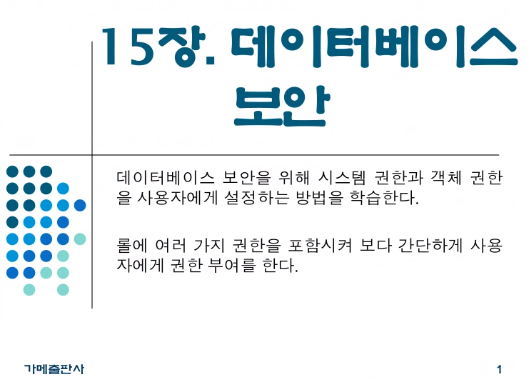 15장. 데이터베이스
보안
데이터베이스 보안을 위해 시스템 권한과 객체 권한
을 사용자에게 설정하는 방법을 학습한다.
롤에 여러 가지 권한을 포함시켜 보다 간단하게 사용
자에게 권한 부여를 한다.
가메출판사
1